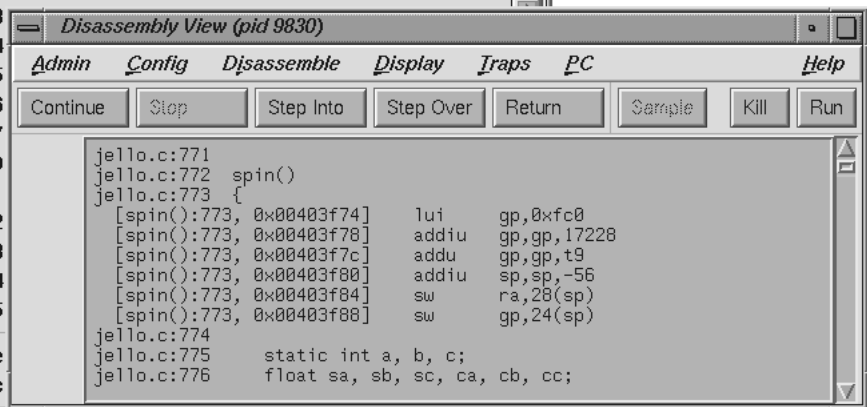 Disassembly View (pid 9830)
Admin Config Disassemble Display Traps PC Help
Continue Stop Step Into Step Over Return Sample Kill Run
jello.c:771
jello.c:772 spin()
jello.c:773 {
[spin():773, 0x00403f74] lui gp,0xfc0
[spin():773, 0x00403f78] addiu gp,gp,17228
[spin():773, 0x00403f7c] addu gp,gp,t9
[spin():773, 0x00403f80] addiu sp,sp,-56
[spin():773, 0x00403f84] sw ra,28(sp)
[spin():773, 0x00403f88] sw gp,24(sp)
jello.c:774
jello.c:775 static int a, b, c;
jello.c:776 float sa, sb, sc, ca, cb, cc;